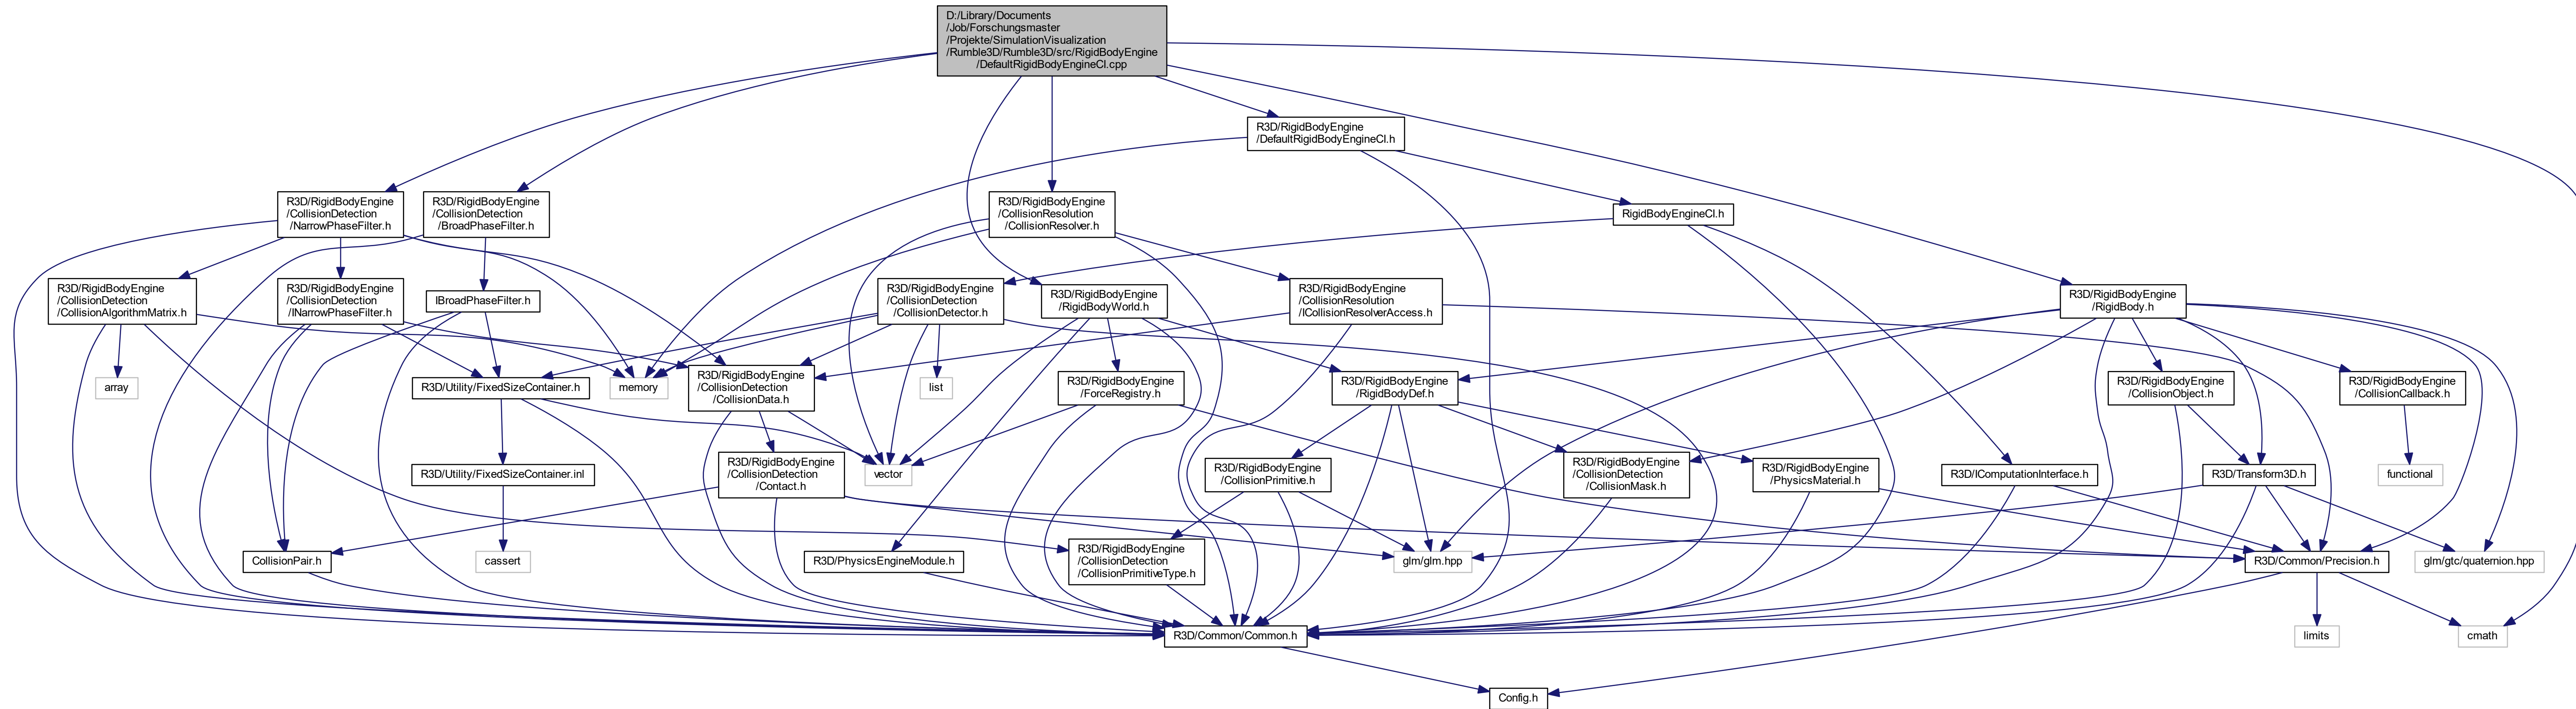 D:/Library/Documents
/Job/Forschungsmaster
/Projekte/SimulationVisualization
/Rumble3D/Rumble3D/src/RigidBodyEngine
/DefaultRigidBodyEngineCI.cpp
R3D/RigidBodyEngine
/DefaultRigidBodyEngineCI.h
R3D/RigidBodyEngine
/CollisionDetection
/NarrowPhaseFilter.h
R3D/RigidBodyEngine
/CollisionDetection
/BroadPhaseFilter.h
R3D/RigidBodyEngine
/CollisionResolution
/CollisionResolver.h
RigidBodyEngineCI.h
R3D/RigidBodyEngine
/CollisionDetection
/CollisionAlgorithmMatrix.h
R3D/RigidBodyEngine
/CollisionDetection
/INarrowPhaseFilter.h
IBroadPhaseFilter.h
R3D/RigidBodyEngine
/CollisionDetection
/CollisionDetector.h
R3D/RigidBodyEngine
/RigidBodyWorld.h
R3D/RigidBodyEngine
/CollisionResolution
/ICollisionResolverAccess.h
R3D/RigidBodyEngine
/RigidBody.h
array
R3D/Utility/FixedSizeContainer.h
memory
R3D/RigidBodyEngine
/CollisionDetection
/CollisionData.h
list
R3D/RigidBodyEngine
/ForceRegistry.h
R3D/RigidBodyEngine
/RigidBodyDef.h
R3D/RigidBodyEngine
/CollisionObject.h
R3D/RigidBodyEngine
/CollisionCallback.h
R3D/Utility/FixedSizeContainer.inl
R3D/RigidBodyEngine
/CollisionDetection
/Contact.h
vector
R3D/RigidBodyEngine
/CollisionPrimitive.h
R3D/RigidBodyEngine
/CollisionDetection
/CollisionMask.h
R3D/RigidBodyEngine
/PhysicsMaterial.h
R3D/IComputationInterface.h
R3D/Transform3D.h
functional
CollisionPair.h
cassert
R3D/PhysicsEngineModule.h
R3D/RigidBodyEngine
/CollisionDetection
/CollisionPrimitiveType.h
glm/glm.hpp
R3D/Common/Precision.h
glm/gtc/quaternion.hpp
R3D/Common/Common.h
limits
cmath
Config.h